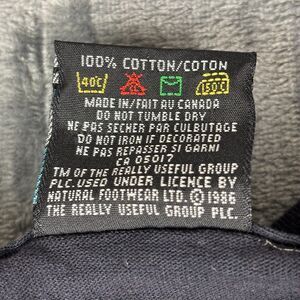 100% COTTON/COTON
40°C CL 150°C
MADE IN/FAIT AU CANADA
DO NOT TUMBLE DRY
NE PAS SECHER PAR CULBUTAGE
DO NOT IRON IF DECORATED
NE PAS REPASSER SI GARNI
CA 05017
TM OF THE REALLY USEFUL GROUP
PLC. USED UNDER LICENCE BY
NATURAL FOOTWEAR LTD. © 1986
THE REALLY USEFUL GROUP PLC.